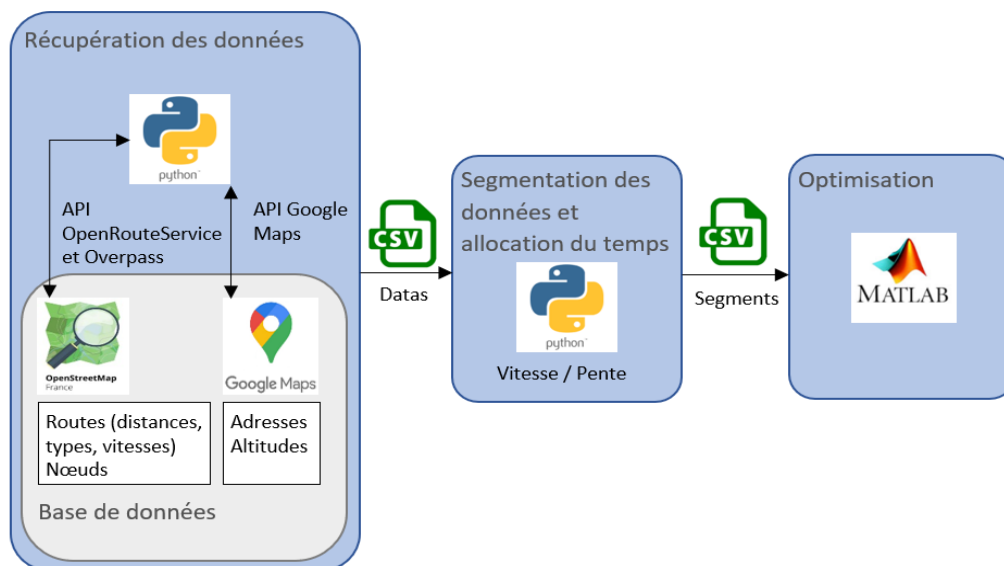 Récupération des données
python™
API
OpenRouteService
et Overpass
API Google
Maps
OpenStreetMap
France
Google Maps
Routes (distances,
types, vitesses)
Nœuds
Adresses
Altitudes
Base de données
CSV
Datas
Segmentation des
données et
allocation du temps
python™
Vitesse / Pente
CSV
Segments
Optimisation
MATLAB